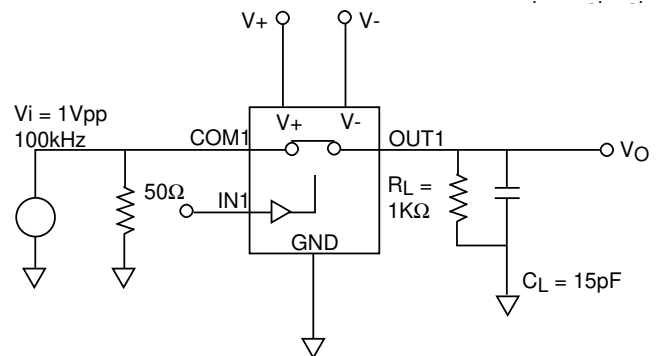 V+ V-
Vi = 1Vpp
100kHz
COM1 V+ V- OUT1 VO
50Ω IN1 RL =
1KΩ
GND
CL = 15pF